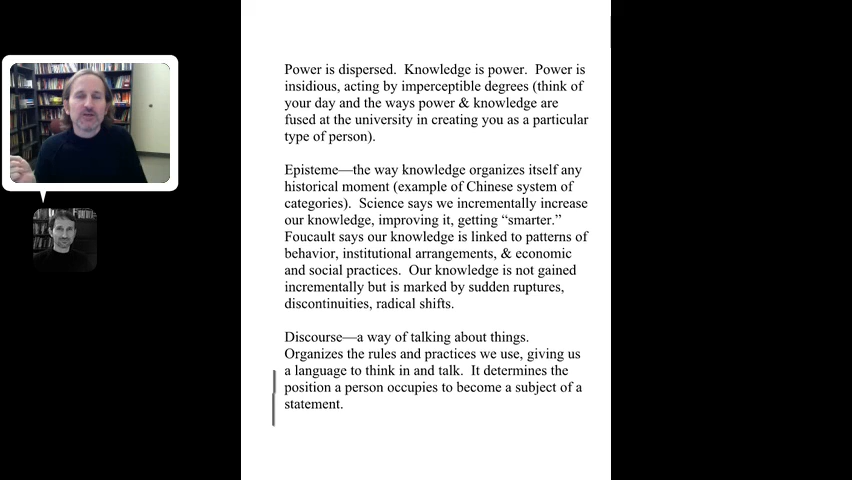 Power is dispersed.  Knowledge is power.  Power is
insidious, acting by imperceptible degrees (think of
your day and the ways power & knowledge are
fused at the university in creating you as a particular
type of person).
Episteme—the way knowledge organizes itself any
historical moment (example of Chinese system of
categories).  Science says we incrementally increase
our knowledge, improving it, getting “smarter.”
Foucault says our knowledge is linked to patterns of
behavior, institutional arrangements, & economic
and social practices.  Our knowledge is not gained
incrementally but is marked by sudden ruptures,
discontinuities, radical shifts.
Discourse—a way of talking about things.
Organizes the rules and practices we use, giving us
a language to think in and talk.  It determines the
position a person occupies to become a subject of a
statement.